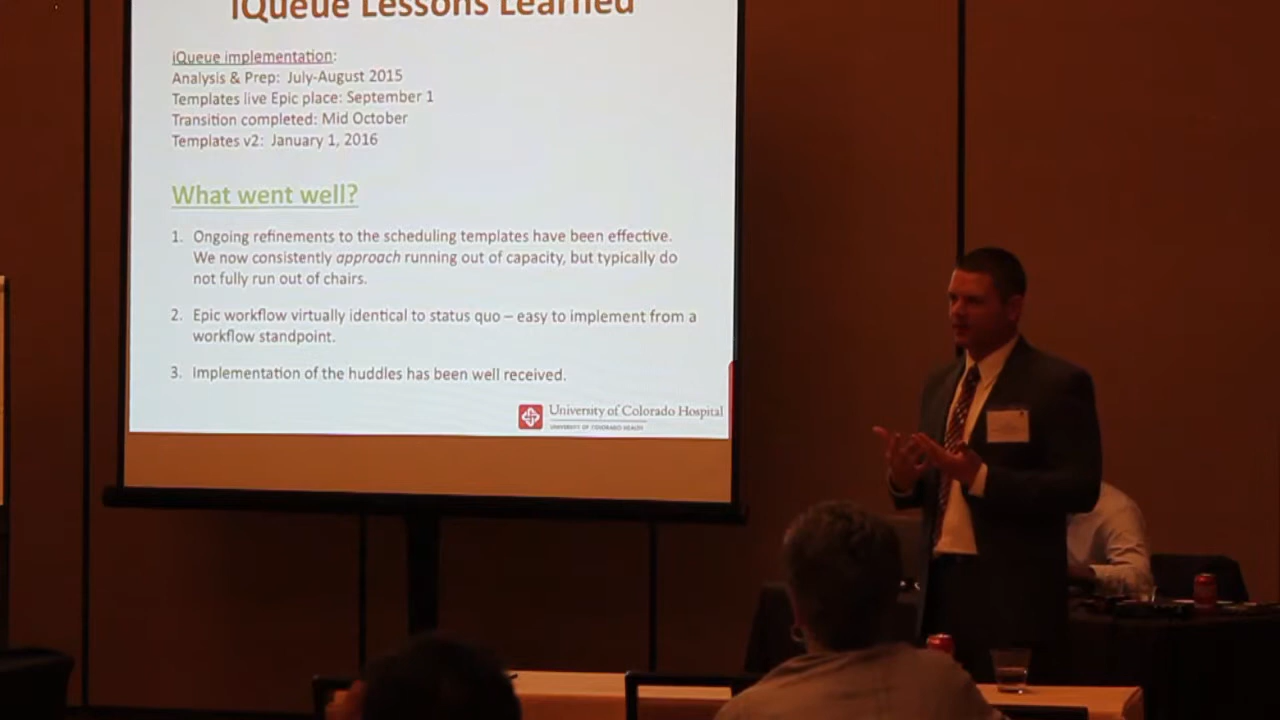 iQueue Lessons Learned
iQueue implementation:
Analysis & Prep: July-August 2015
Templates live Epic place: September 1
Transition completed: Mid October
Templates v2: January 1, 2016
What went well?
1. Ongoing refinements to the scheduling templates have been effective.
We now consistently approach running out of capacity, but typically do
not fully run out of chairs.
2. Epic workflow virtually identical to status quo – easy to implement from a
workflow standpoint.
3. Implementation of the huddles has been well received.
University of Colorado Hospital
UNIVERSITY OF COLORADO HEALTH